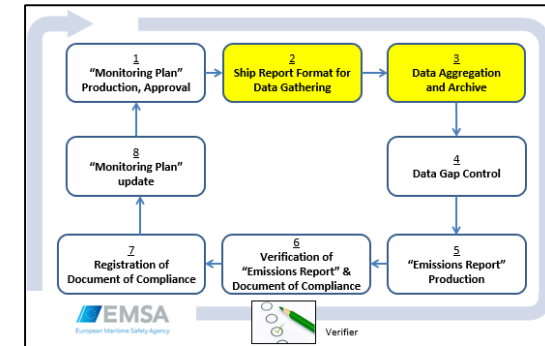 1
“Monitoring Plan”
Production, Approval
2
Ship Report Format for
Data Gathering
3
Data Aggregation
and Archive
8
“Monitoring Plan”
update
4
Data Gap Control
7
Registration of
Document of Compliance
6
Verification of
“Emissions Report” &
Document of Compliance
5
“Emissions Report”
Production
EMSA
European Maritime Safety Agency
Verifier